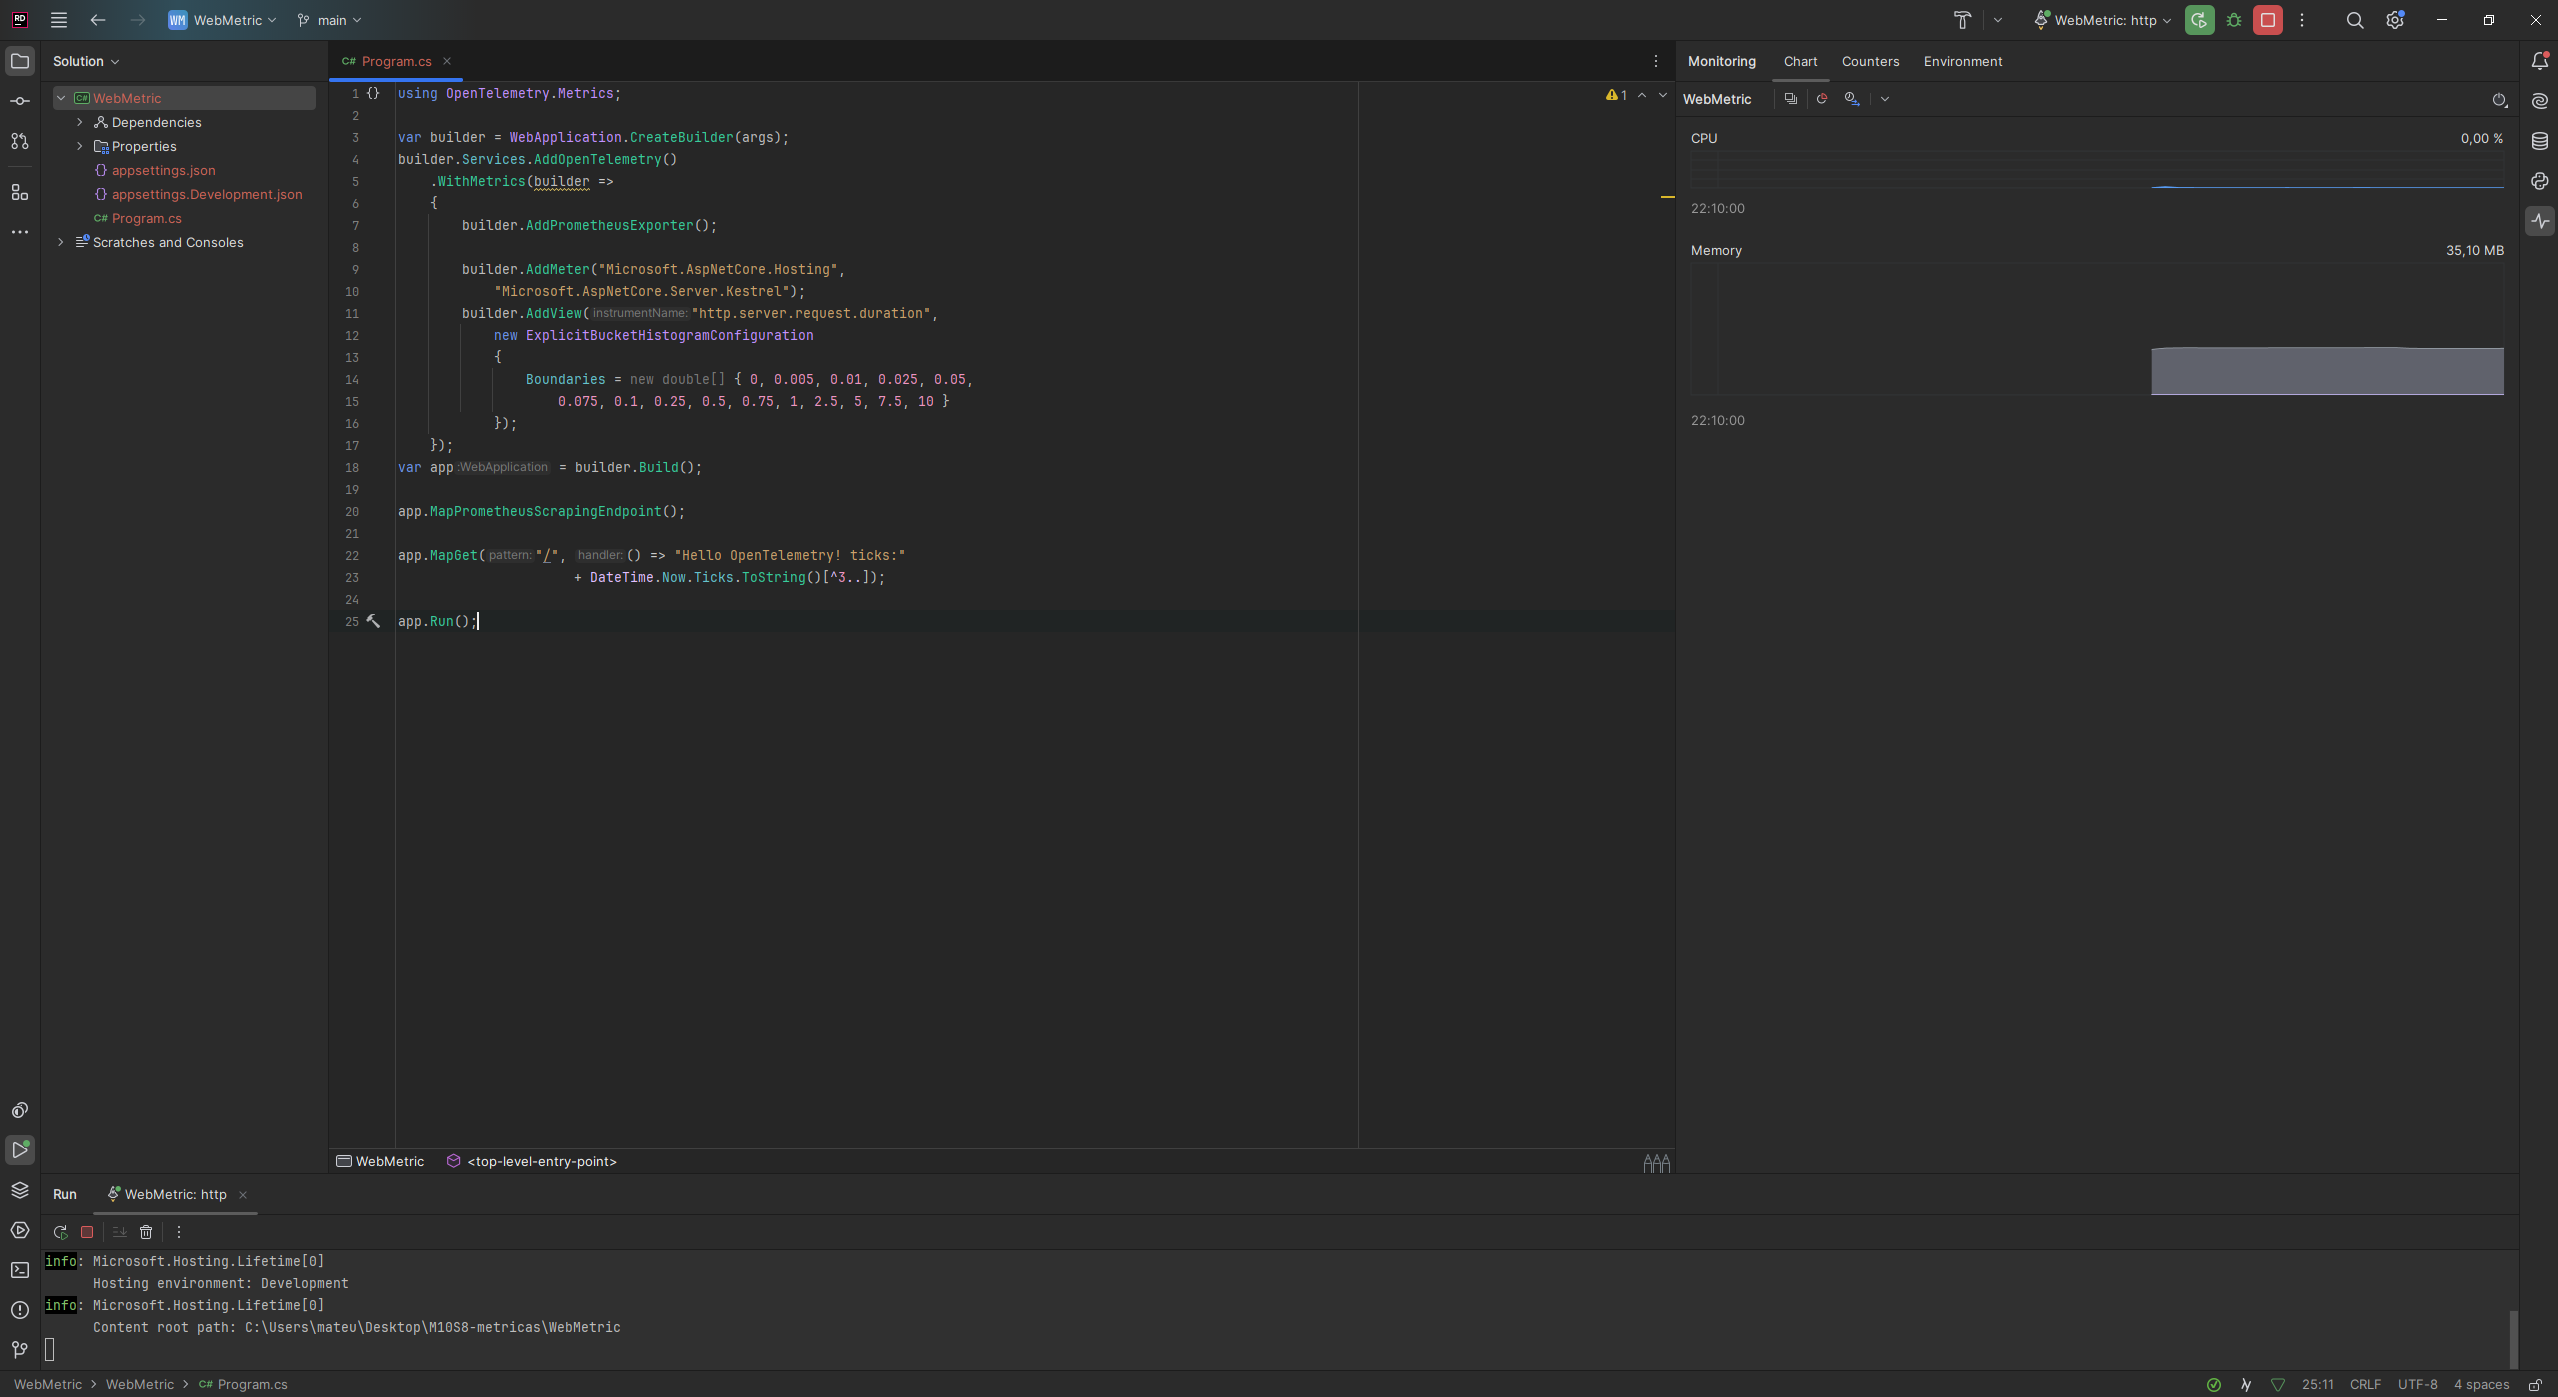 RD
WM WebMetric
main
WebMetric: http
Solution
WebMetric
Dependencies
Properties
appsettings.json
appsettings.Development.json
C# Program.cs
Scratches and Consoles
C# Program.cs
1 {} using OpenTelemetry.Metrics;
2
3 var builder = WebApplication.CreateBuilder(args);
4 builder.Services.AddOpenTelemetry()
5 .WithMetrics(builder =>
6 {
7 builder.AddPrometheusExporter();
8
9 builder.AddMeter("Microsoft.AspNetCore.Hosting",
10 "Microsoft.AspNetCore.Server.Kestrel");
11 builder.AddView(instrumentName:"http.server.request.duration",
12 new ExplicitBucketHistogramConfiguration
13 {
14 Boundaries = new double[] { 0, 0.005, 0.01, 0.025, 0.05,
15 0.075, 0.1, 0.25, 0.5, 0.75, 1, 2.5, 5, 7.5, 10 }
16 });
17 });
18 var app:WebApplication = builder.Build();
19
20 app.MapPrometheusScrapingEndpoint();
21
22 app.MapGet(pattern:"/", handler:() => "Hello OpenTelemetry! ticks:"
23 + DateTime.Now.Ticks.ToString()[^3..]);
24
25 app.Run();
1
WebMetric <top-level-entry-point>
Monitoring Chart Counters Environment
WebMetric
CPU 0,00 %
22:10:00
Memory 35,10 MB
22:10:00
Run WebMetric: http
info: Microsoft.Hosting.Lifetime[0]
Hosting environment: Development
info: Microsoft.Hosting.Lifetime[0]
Content root path: C:\Users\mateu\Desktop\M10S8-metricas\WebMetric
WebMetric > WebMetric > C# Program.cs
25:11 CRLF UTF-8 4 spaces